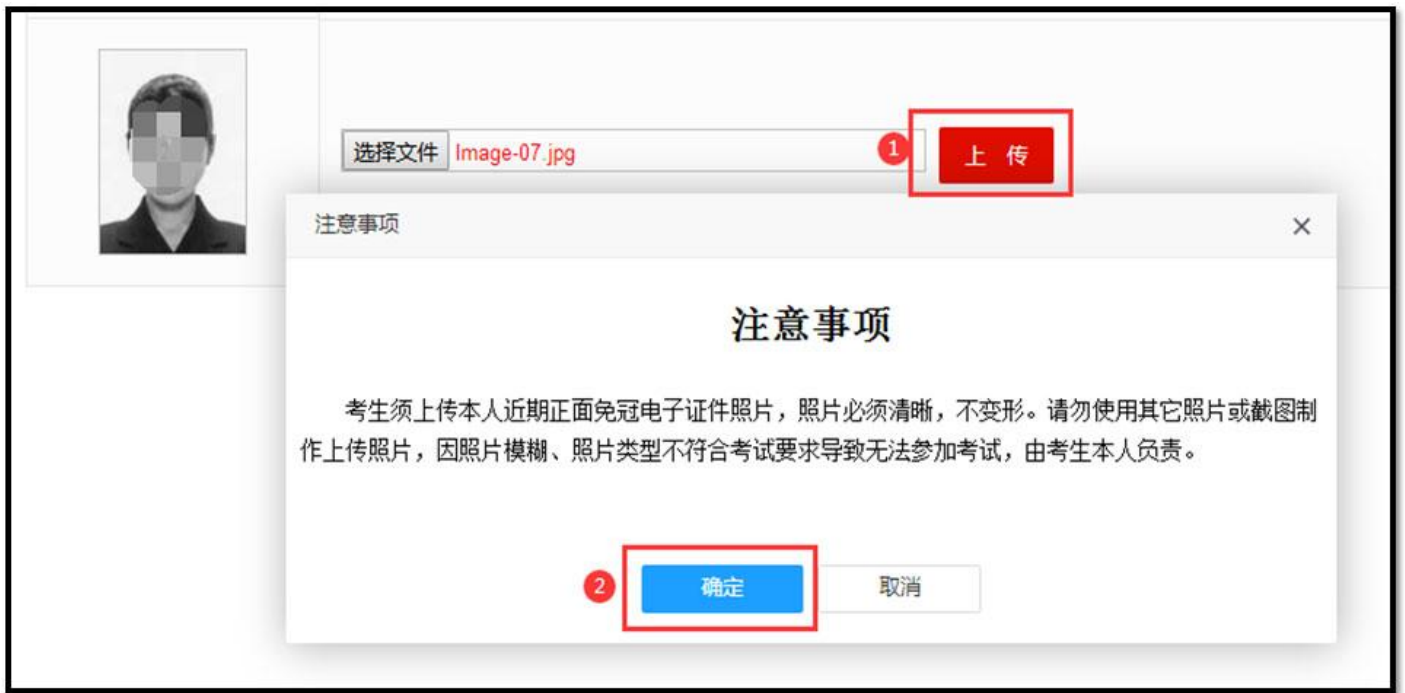 选择文件 Image-07.jpg 1 上 传
注意事项 ×
注意事项
考生须上传本人近期正面免冠电子证件照片，照片必须清晰，不变形。请勿使用其它照片或截图制
作上传照片，因照片模糊、照片类型不符合考试要求导致无法参加考试，由考生本人负责。
2 确定 取消